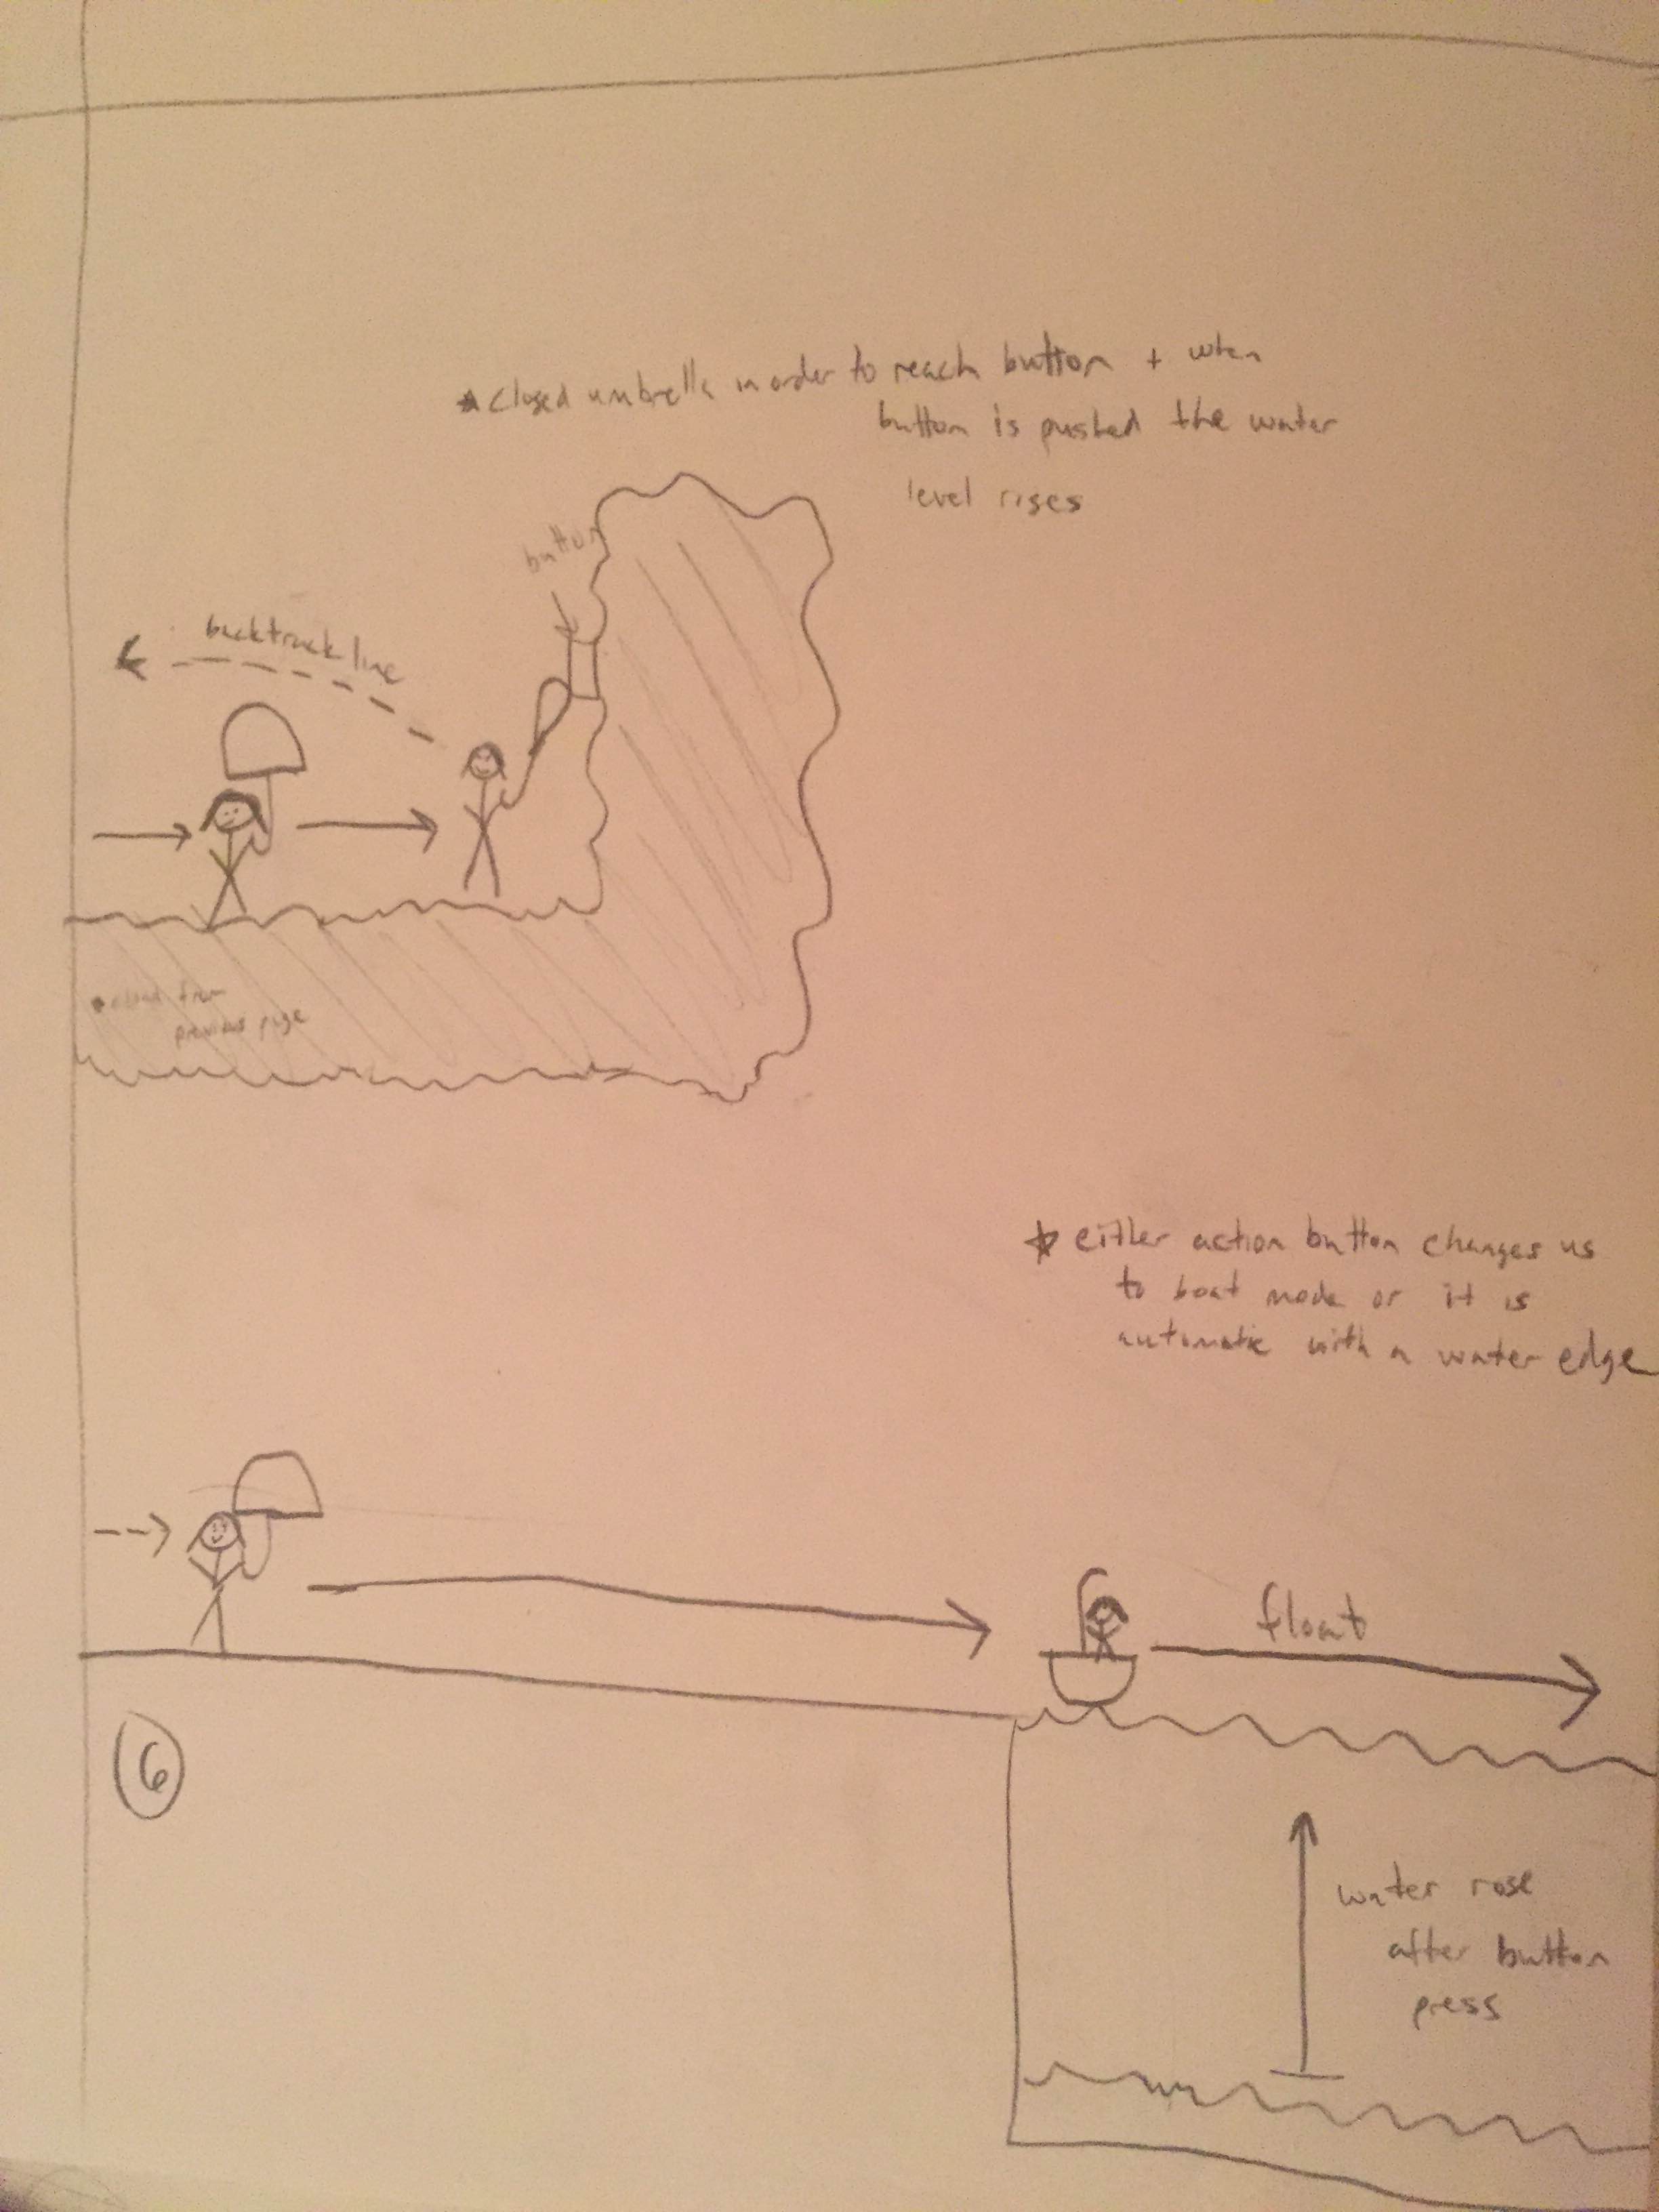 * closed umbrella in order to reach button + when
button is pushed the water
level rises
button
backtrack line
• cloud from
previous page
* either action button changes us
to boat mode or it is
automatic with a water edge
float
6
water rose
after button
press